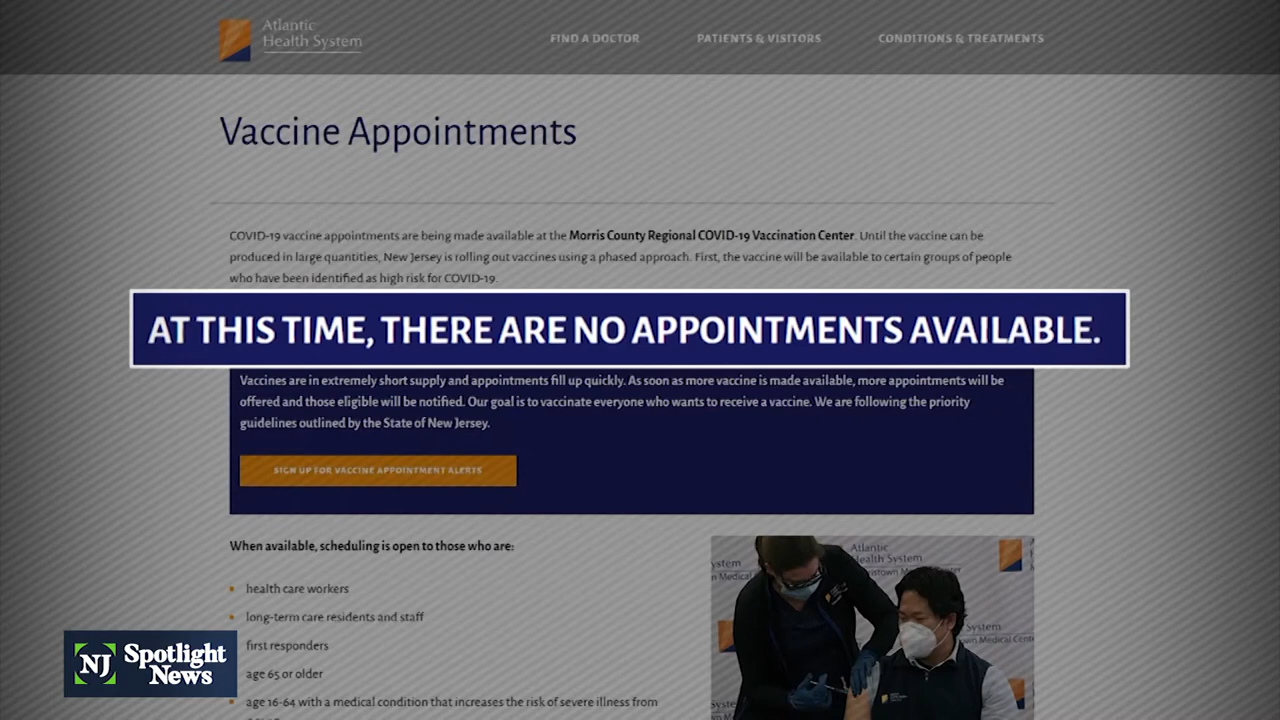 Atlantic
Health System
FIND A DOCTOR
PATIENTS & VISITORS
CONDITIONS & TREATMENTS
Vaccine Appointments
COVID-19 vaccine appointments are being made available at the Morris County Regional COVID-19 Vaccination Center. Until the vaccine can be
produced in large quantities, New Jersey is rolling out vaccines using a phased approach. First, the vaccine will be available to certain groups of people
who have been identified as high risk for COVID-19.
AT THIS TIME, THERE ARE NO APPOINTMENTS AVAILABLE.
Vaccines are in extremely short supply and appointments fill up quickly. As soon as more vaccine is made available, more appointments will be
offered and those eligible will be notified. Our goal is to vaccinate everyone who wants to receive a vaccine. We are following the priority
guidelines outlined by the State of New Jersey.
SIGN UP FOR VACCINE APPOINTMENT ALERTS
When available, scheduling is open to those who are:
health care workers
long-term care residents and staff
first responders
age 65 or older
age 16-64 with a medical condition that increases the risk of severe illness from
Atlantic
Health System
ystem
n Medical
ristown Medical
System
own Medical Cente
NJ Spotlight
News